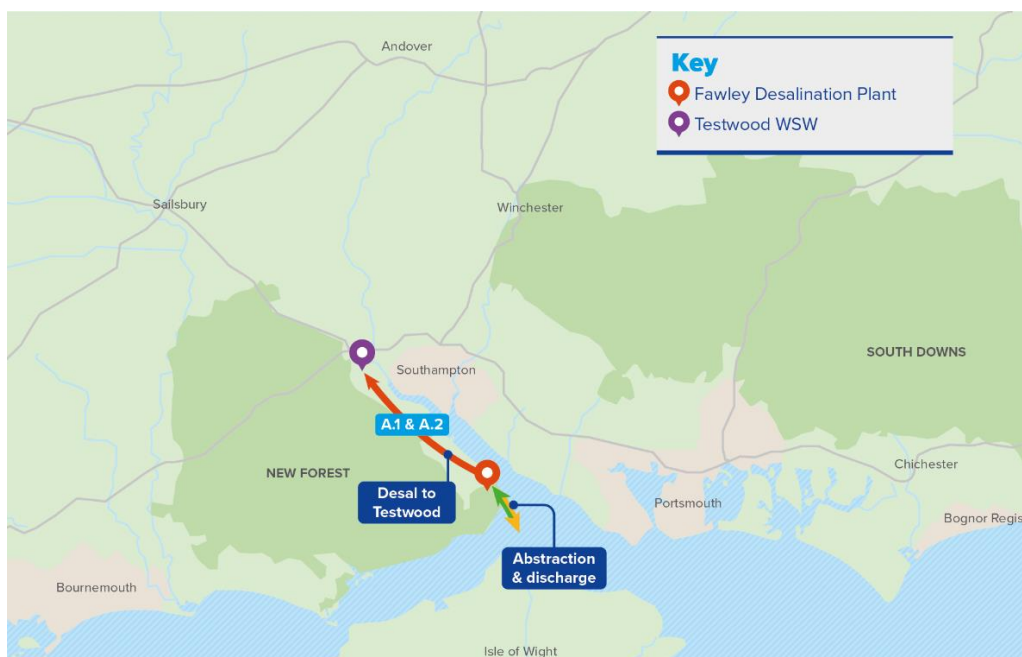 Andover
Key
Fawley Desalination Plant
Testwood WSW
Sailsbury
Winchester
SOUTH DOWNS
Southampton
A.1 & A.2
NEW FOREST
Desal to
Testwood
Chichester
Portsmouth
Bognor Regis
Abstraction
& discharge
Bournemouth
Isle of Wight